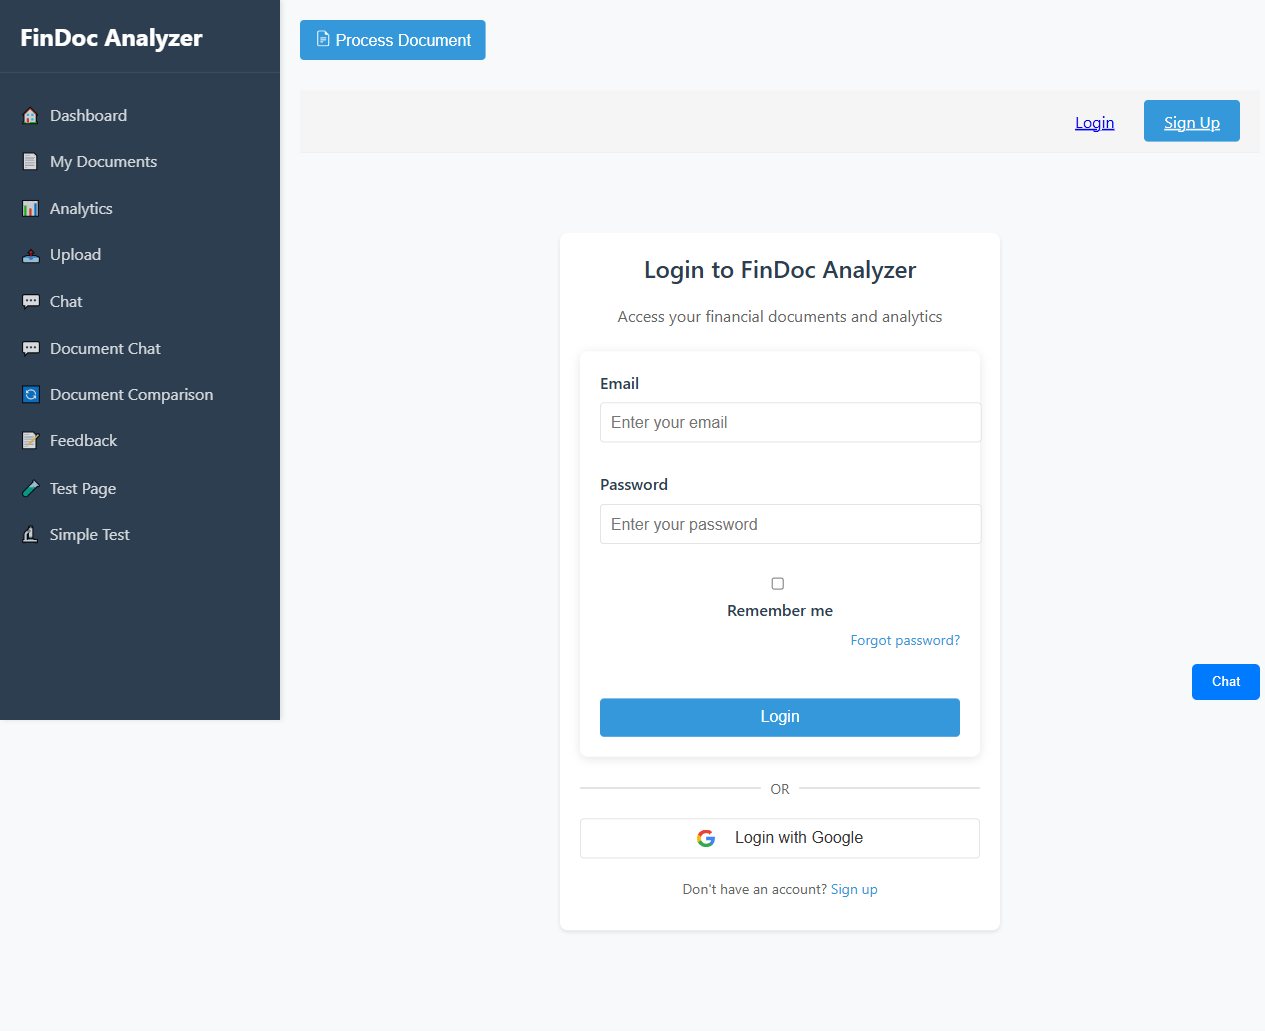 FinDoc Analyzer
Dashboard
My Documents
Analytics
Upload
Chat
Document Chat
Document Comparison
Feedback
Test Page
Simple Test
Process Document
Login
Sign Up
Login to FinDoc Analyzer
Access your financial documents and analytics
Email
Enter your email
Password
Enter your password
Remember me
Forgot password?
Login
OR
Login with Google
Don't have an account? Sign up
Chat